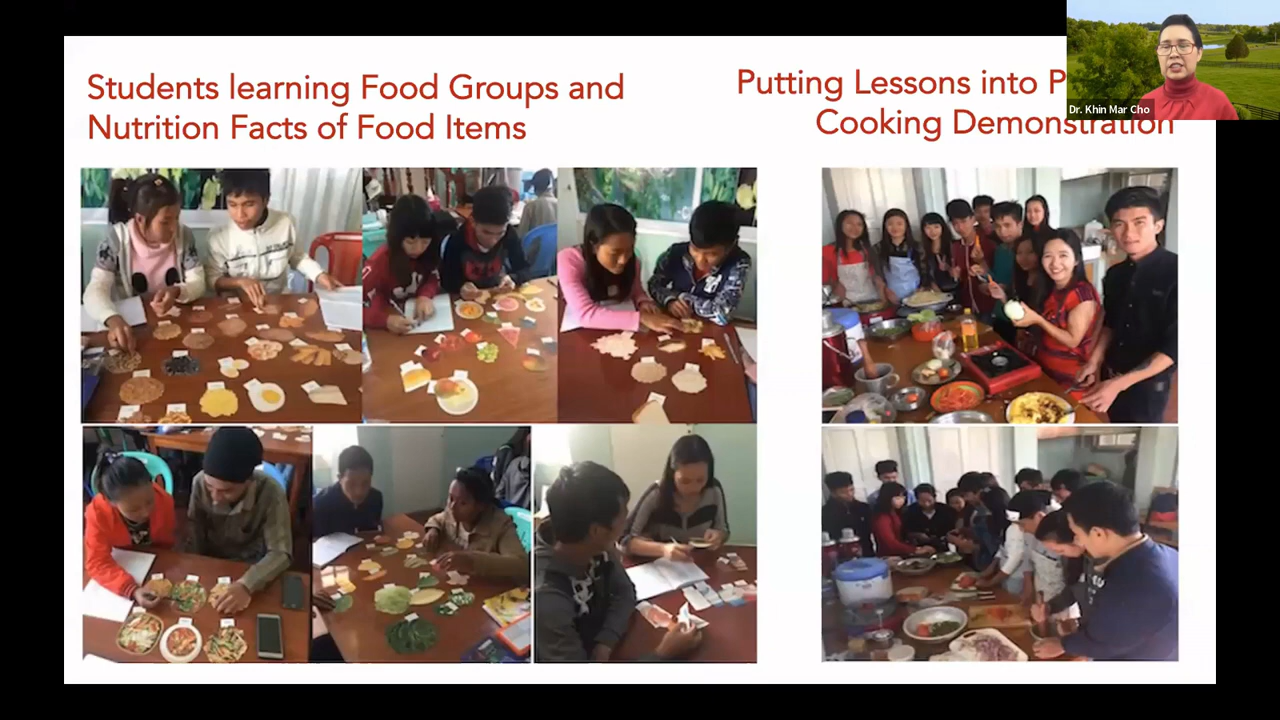 Students learning Food Groups and
Nutrition Facts of Food Items
Putting Lessons into
Cooking Demonstration
Dr. Khin Mar Cho